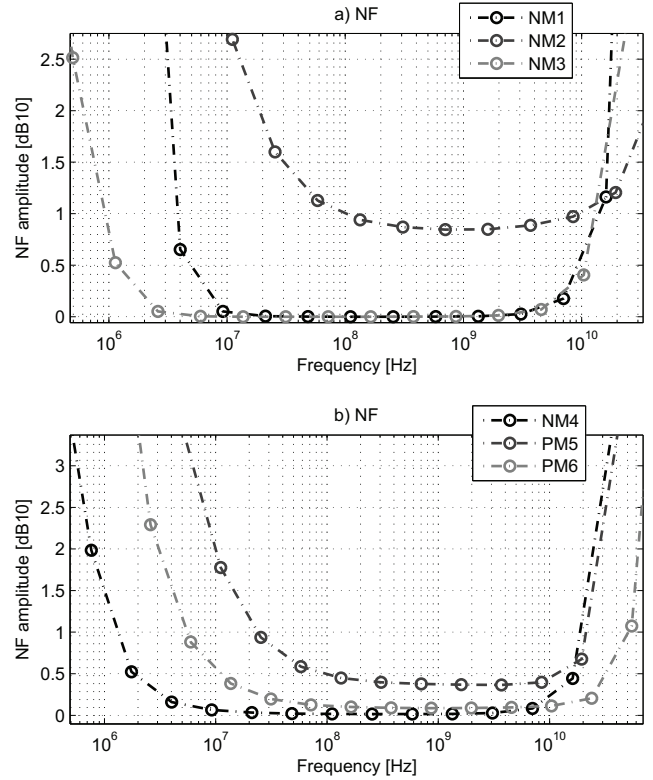 a) NF
NM1
NM2
NM3
2.5
2
1.5
1
0.5
0
NF amplitude [dB10]
10^6
10^7
10^8
10^9
10^10
Frequency [Hz]
b) NF
NM4
PM5
PM6
3
2.5
2
1.5
1
0.5
0
NF amplitude [dB10]
10^6
10^7
10^8
10^9
10^10
Frequency [Hz]